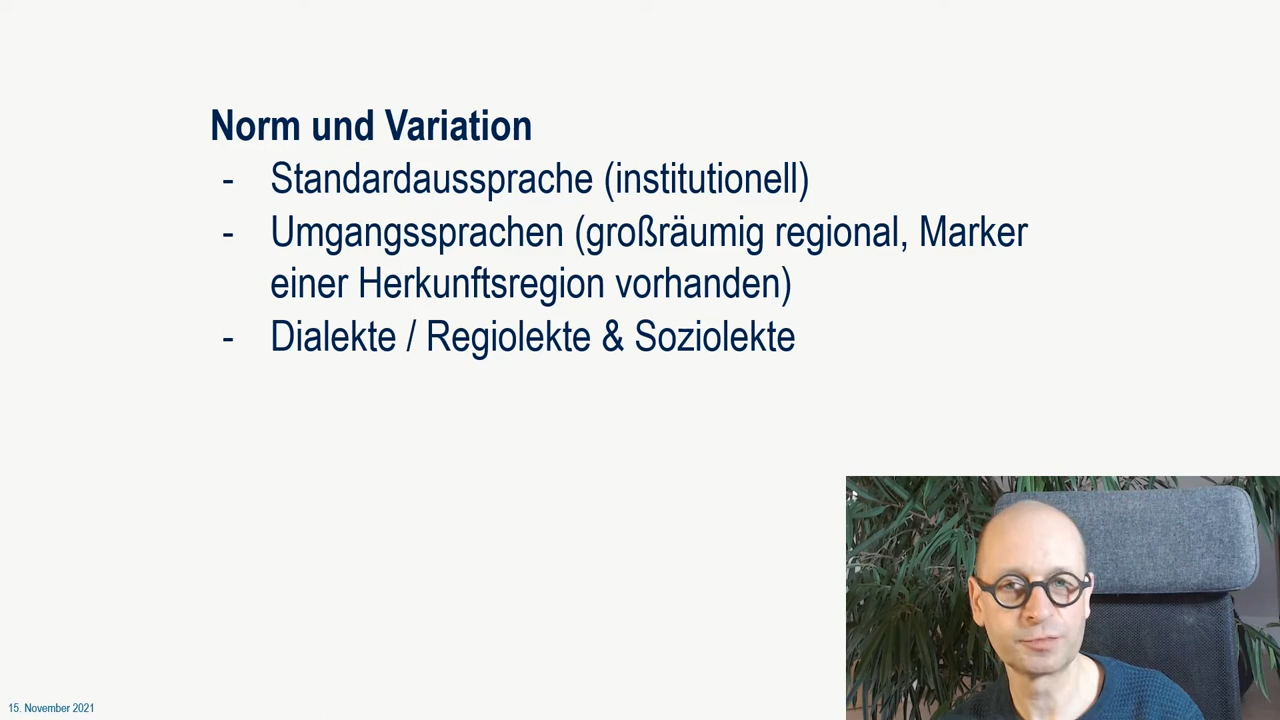 Norm und Variation
- Standardaussprache (institutionell)
- Umgangssprachen (großräumig regional, Marker
einer Herkunftsregion vorhanden)
- Dialekte / Regiolekte & Soziolekte
15. November 2021